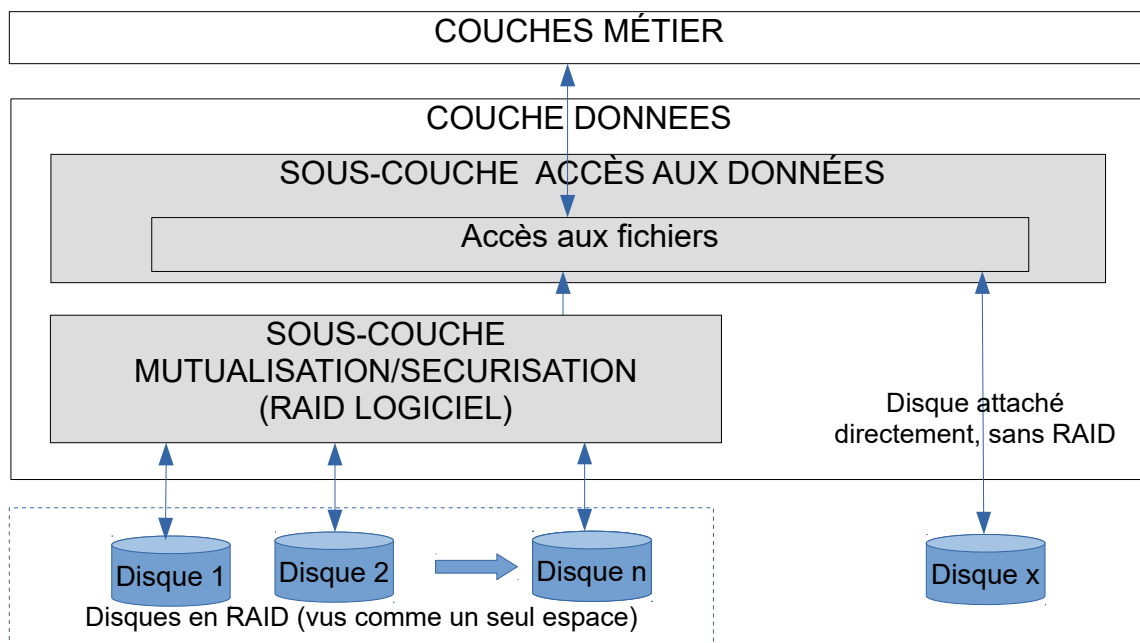 COUCHES MÉTIER
COUCHE DONNEES
SOUS-COUCHE ACCÈS AUX DONNÉES
Accès aux fichiers
SOUS-COUCHE
MUTUALISATION/SECURISATION
(RAID LOGICIEL)
Disque attaché
directement, sans RAID
Disque 1
Disque 2
Disque n
Disque x
Disques en RAID (vus comme un seul espace)